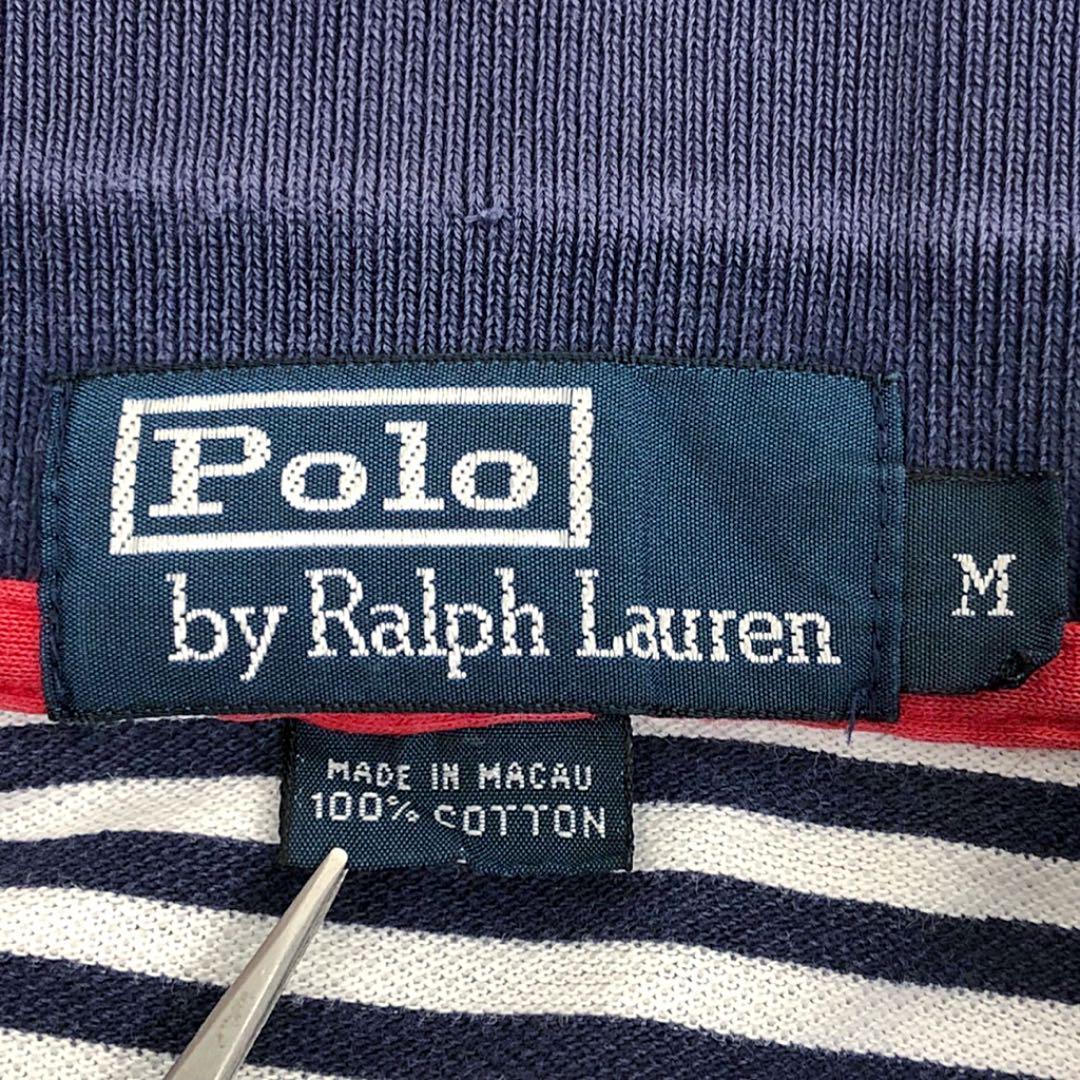 Polo
by Ralph Lauren
M
MADE IN MACAU
100% COTTON